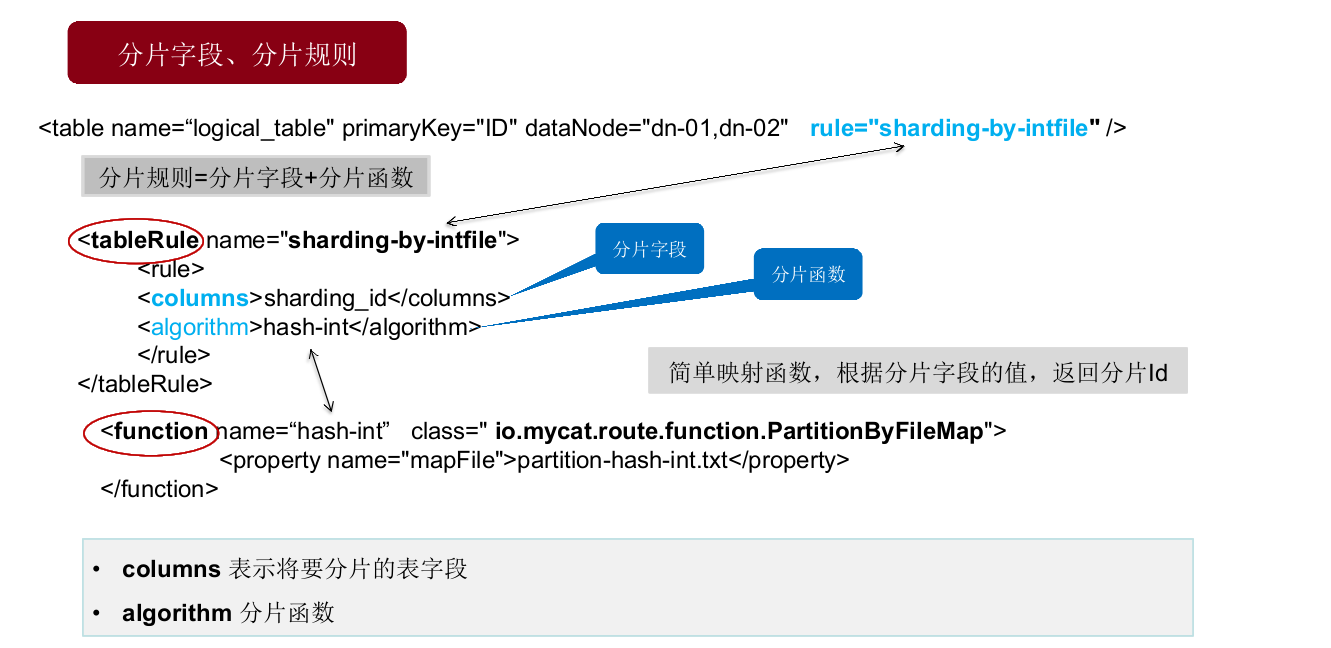 分片字段、分片规则
<table name=“logical_table" primaryKey="ID" dataNode="dn-01,dn-02" rule="sharding-by-intfile" />
分片规则=分片字段+分片函数
<tableRule name="sharding-by-intfile">
分片字段
<rule>
分片函数
<columns>sharding_id</columns>
<algorithm>hash-int</algorithm>
</rule>
简单映射函数，根据分片字段的值，返回分片Id
</tableRule>
<function name=“hash-int” class=" io.mycat.route.function.PartitionByFileMap">
<property name="mapFile">partition-hash-int.txt</property>
</function>
• columns 表示将要分片的表字段
• algorithm 分片函数